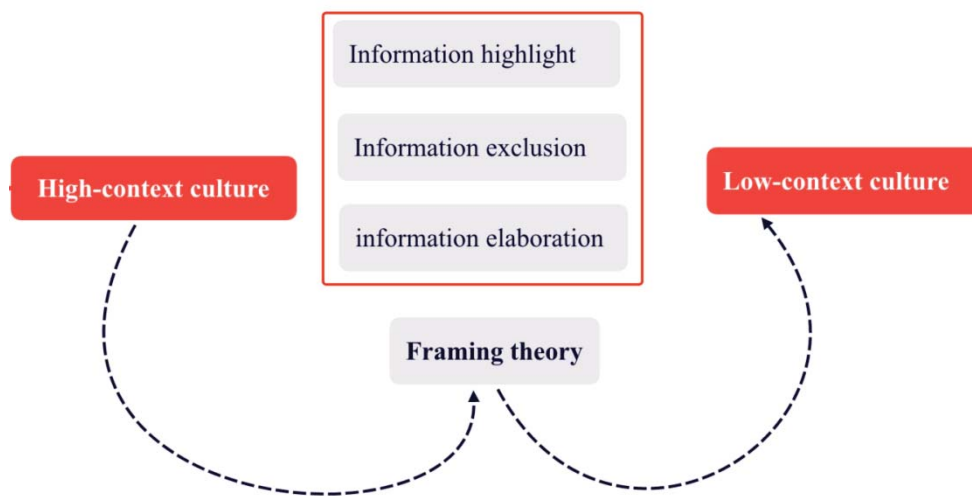 Information highlight
Information exclusion
High-context culture
Low-context culture
information elaboration
Framing theory